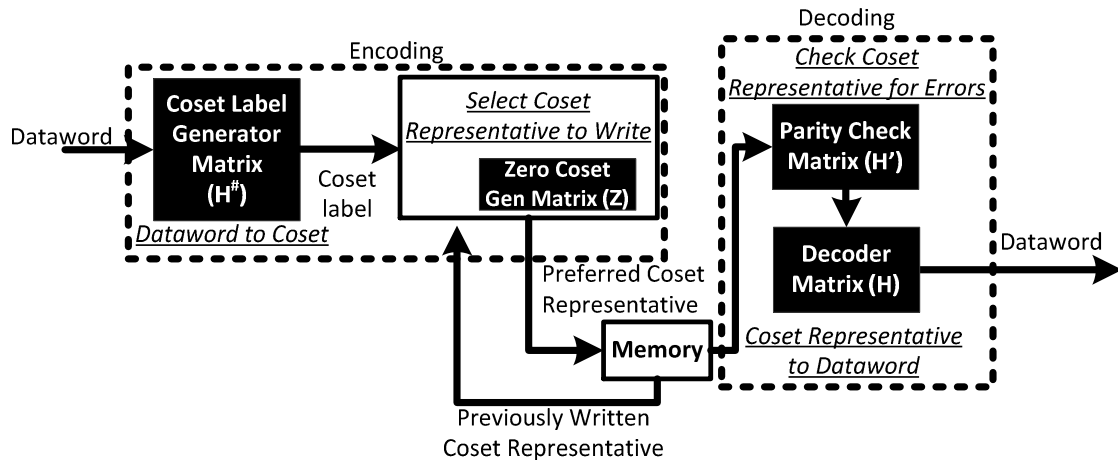 Encoding
Dataword
Coset Label
Generator
Matrix
(H#)
Dataword to Coset
Coset
label
Select Coset
Representative to Write
Zero Coset
Gen Matrix (Z)
Preferred Coset
Representative
Memory
Previously Written
Coset Representative
Decoding
Check Coset
Representative for Errors
Parity Check
Matrix (H’)
Decoder
Matrix (H)
Coset Representative
to Dataword
Dataword